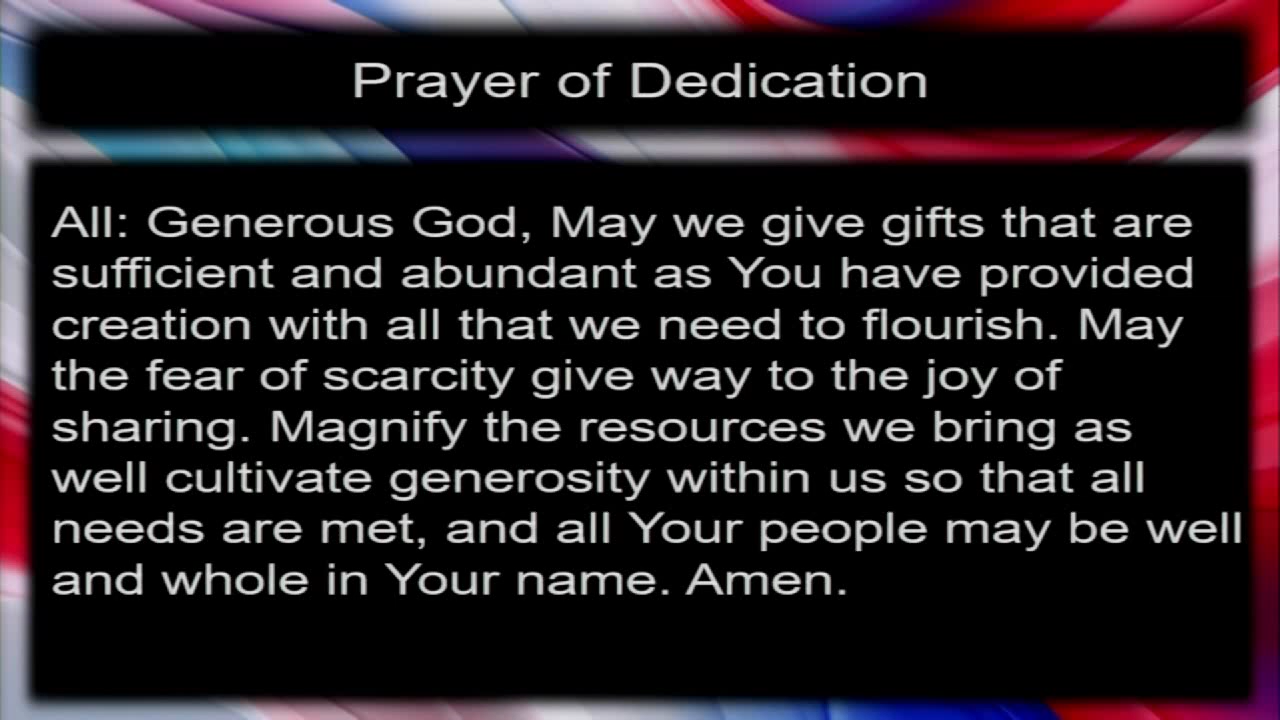 Prayer of Dedication
All: Generous God, May we give gifts that are
sufficient and abundant as You have provided
creation with all that we need to flourish. May
the fear of scarcity give way to the joy of
sharing. Magnify the resources we bring as
well cultivate generosity within us so that all
needs are met, and all Your people may be well
and whole in Your name. Amen.